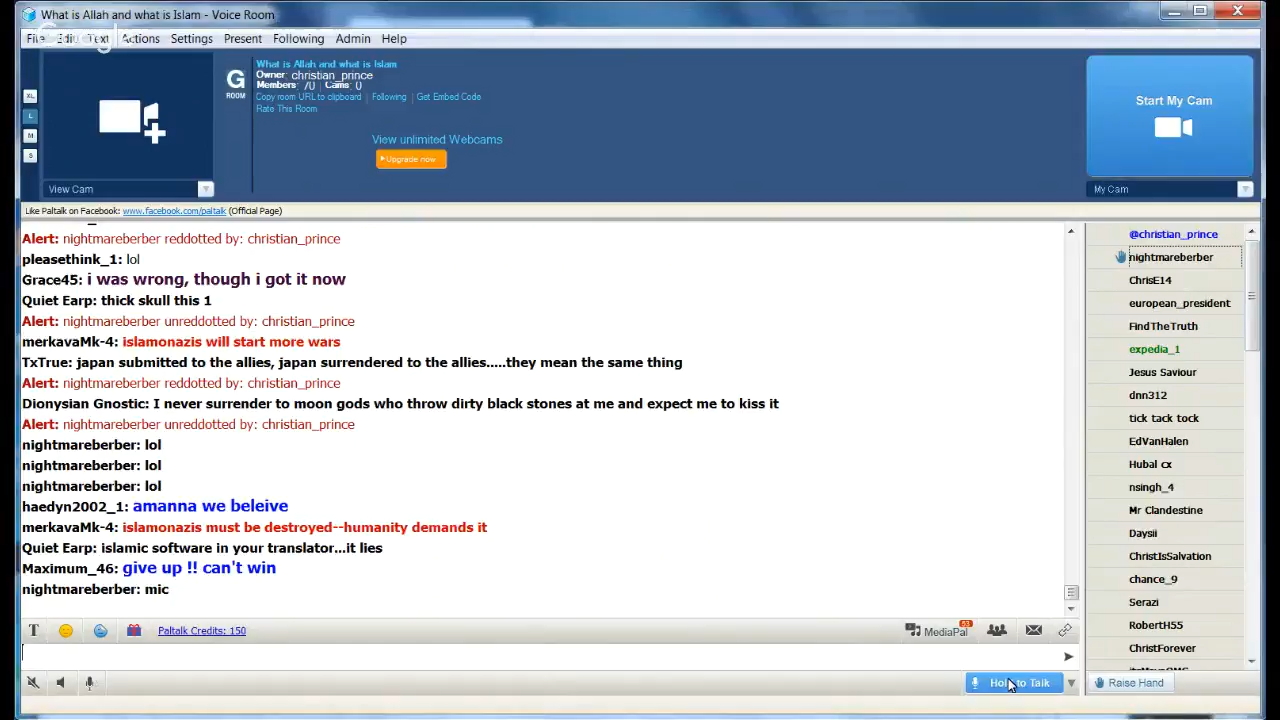 What is Allah and what is Islam - Voice Room
File Edit Text Actions Settings Present Following Admin Help
Google
XL
L
M
S
View Cam
G
ROOM
What is Allah and what is Islam
Owner: christian_prince
Members: 70 | Cams: 0
Copy room URL to clipboard | Following | Get Embed Code
Rate This Room
View unlimited Webcams
Upgrade now
Start My Cam
My Cam
Like Paltalk on Facebook: www.facebook.com/paltalk (Official Page)
Alert: nightmareberber reddotted by: christian_prince
pleasethink_1: lol
Grace45: i was wrong, though i got it now
Quiet Earp: thick skull this 1
Alert: nightmareberber unreddotted by: christian_prince
merkavaMk-4: islamonazis will start more wars
TxTrue: japan submitted to the allies, japan surrendered to the allies.....they mean the same thing
Alert: nightmareberber reddotted by: christian_prince
Dionysian Gnostic: I never surrender to moon gods who throw dirty black stones at me and expect me to kiss it
Alert: nightmareberber unreddotted by: christian_prince
nightmareberber: lol
nightmareberber: lol
nightmareberber: lol
haedyn2002_1: amanna we beleive
merkavaMk-4: islamonazis must be destroyed--humanity demands it
Quiet Earp: islamic software in your translator...it lies
Maximum_46: give up !! can't win
nightmareberber: mic
@christian_prince
nightmareberber
ChrisE14
european_president
FindTheTruth
expedia_1
Jesus Saviour
dnn312
tick tack tock
EdVanHalen
Hubal cx
nsingh_4
Mr Clandestine
Daysii
ChristIsSalvation
chance_9
Serazi
RobertH55
ChristForever
T
Paltalk Credits: 150
MediaPal
53
Hold to Talk
Raise Hand